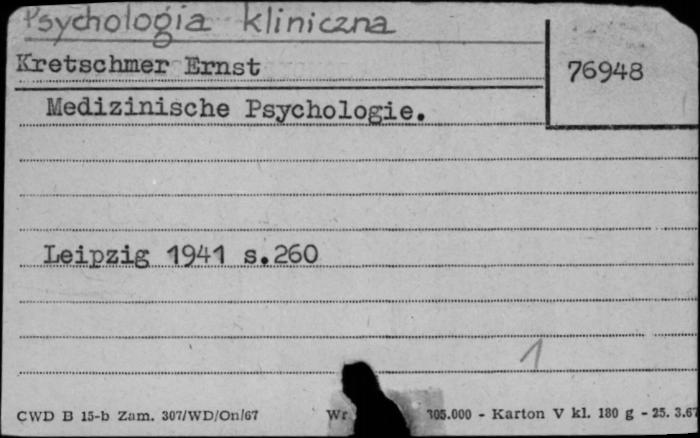 Psychologia kliniczna
Kretschmer Ernst
76948
Medizinische Psychologie.
Leipzig 1941 s.260
1
CWD B 15-b Zam. 307/WD/On/67 Wr 305.000 - Karton V kl. 180 g - 25. 3.67